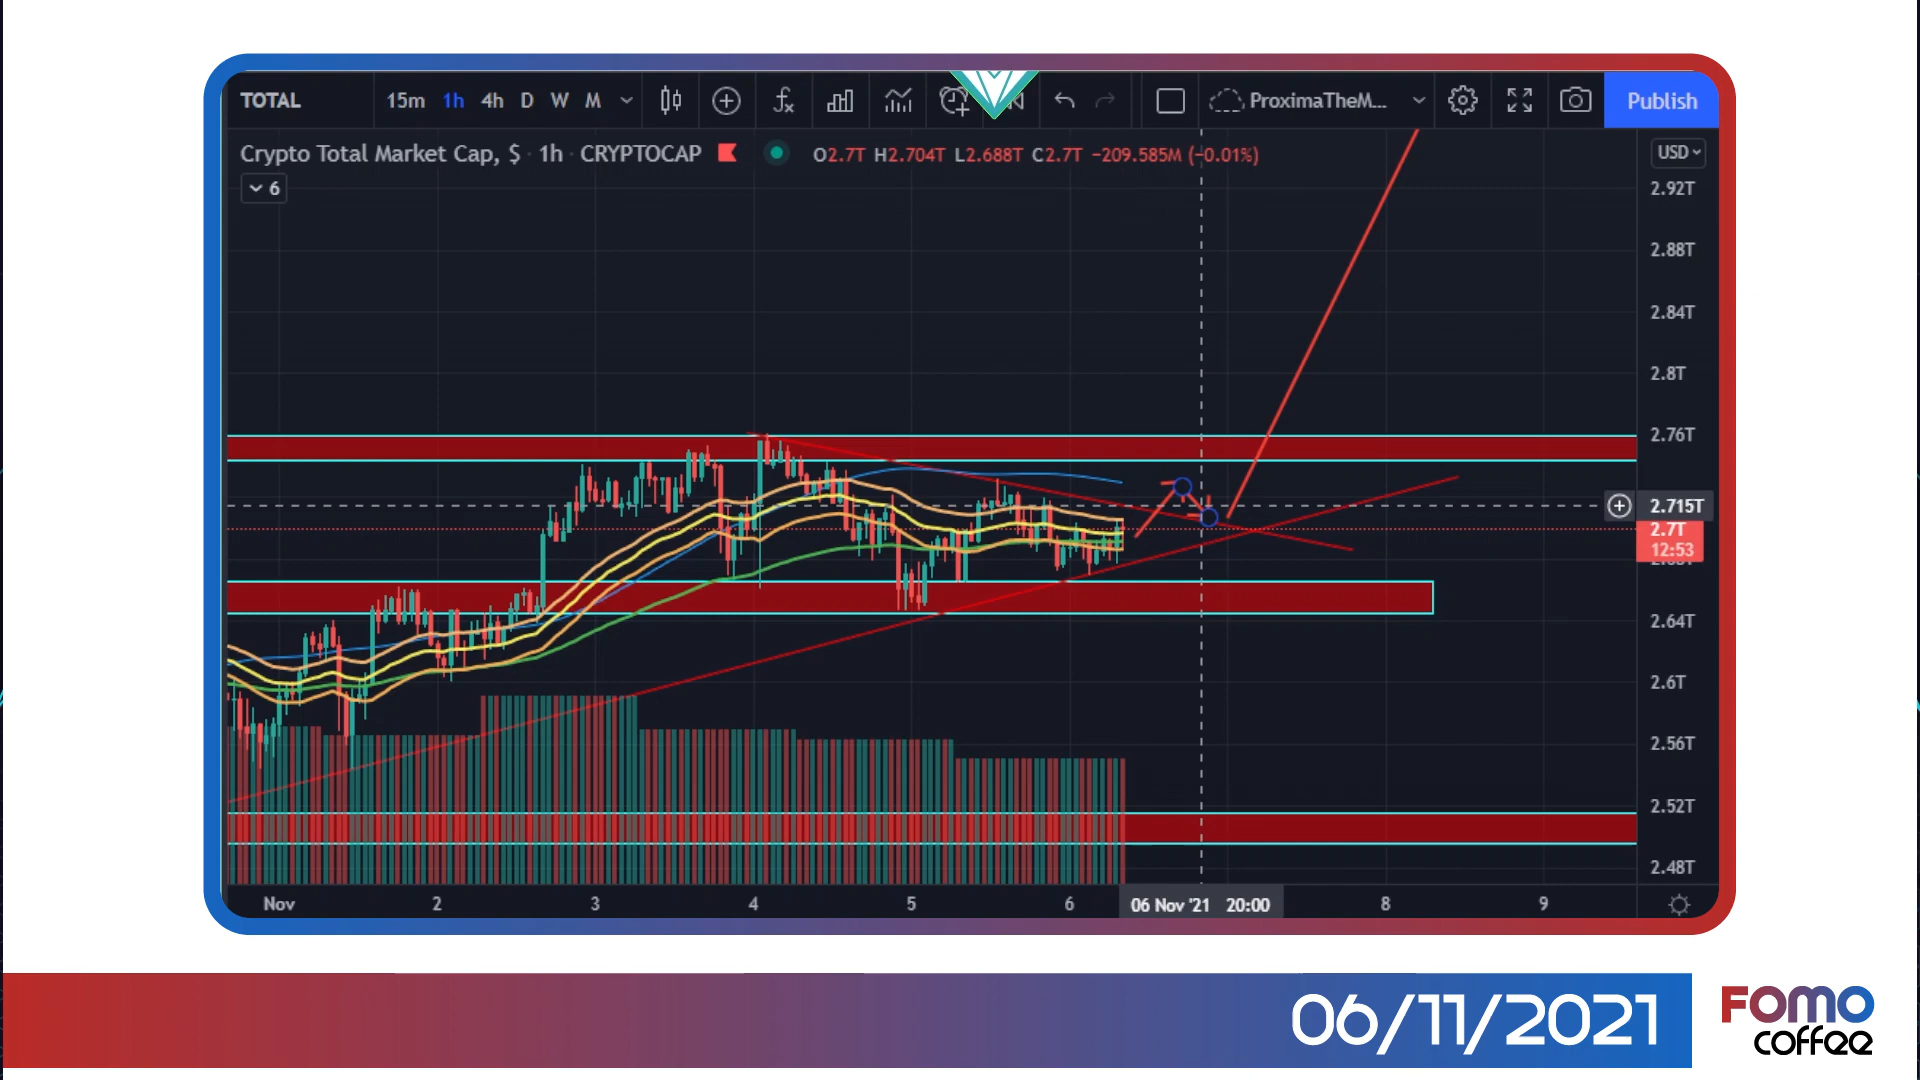 TOTAL 15m 1h 4h D W M ProximaTheM... Publish
Crypto Total Market Cap, $ · 1h · CRYPTOCAP O2.7T H2.704T L2.688T C2.7T −209.585M (−0.01%) USD
6
2.92T
2.88T
2.84T
2.8T
2.76T
2.715T
2.7T
12:53
2.64T
2.6T
2.56T
2.52T
2.48T
Nov 2 3 4 5 6 06 Nov '21 20:00 8 9
06/11/2021
FOMO
coffee